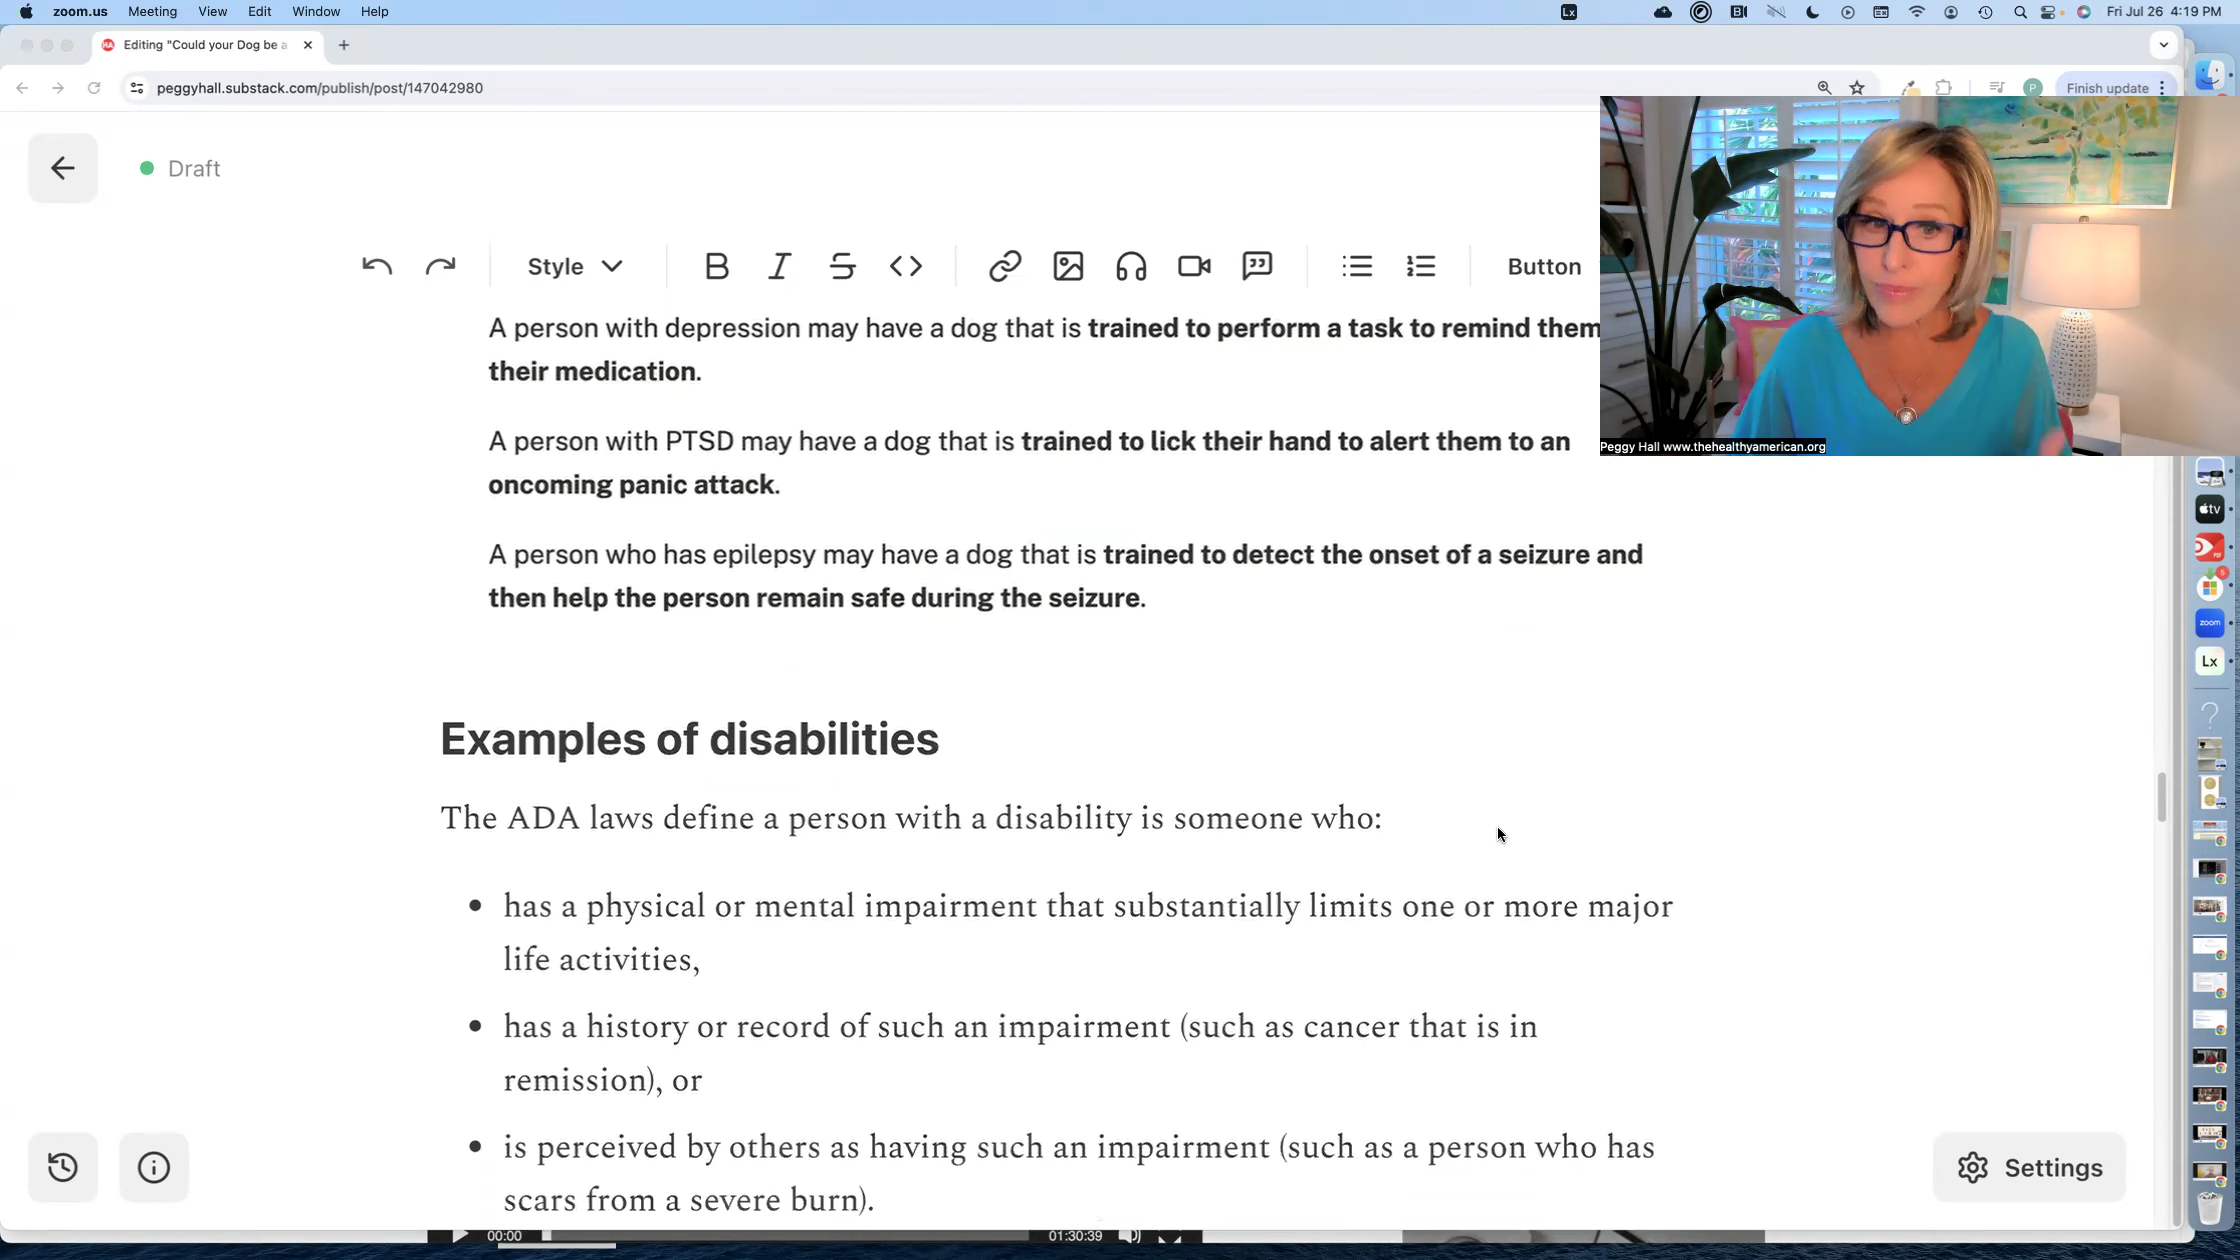 zoom.us Meeting View Edit Window Help Lx Fri Jul 26 4:19 PM
Editing "Could your Dog be a
peggyhall.substack.com/publish/post/147042980 P Finish update
Draft
Style Button
A person with depression may have a dog that is trained to perform a task to remind them
their medication.
A person with PTSD may have a dog that is trained to lick their hand to alert them to an
oncoming panic attack.
Peggy Hall www.thehealthyamerican.org
tv
A person who has epilepsy may have a dog that is trained to detect the onset of a seizure and
then help the person remain safe during the seizure.
zoom
Lx
Examples of disabilities
The ADA laws define a person with a disability is someone who:
has a physical or mental impairment that substantially limits one or more major
life activities,
has a history or record of such an impairment (such as cancer that is in
remission), or
is perceived by others as having such an impairment (such as a person who has
scars from a severe burn).
Settings
00:00 01:30:39